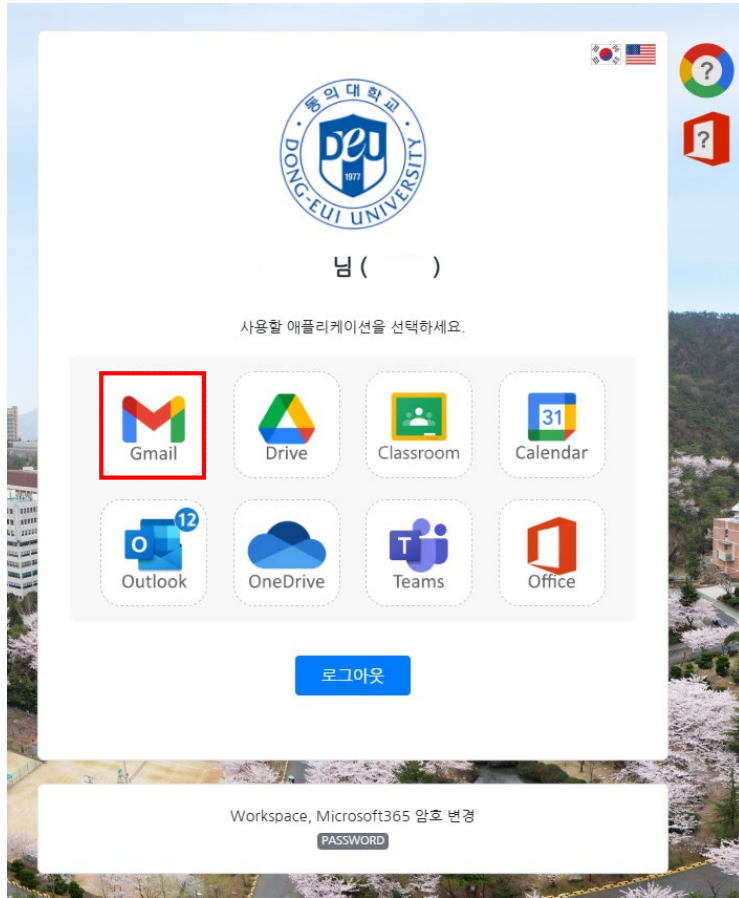 동의대학교
DEU
1977
DONG-EUI UNIVERSITY
?
?
님 ( )
사용할 애플리케이션을 선택하세요.
Gmail
Drive
Classroom
31
Calendar
12
O
Outlook
OneDrive
T
Teams
Office
로그아웃
Workspace, Microsoft365 암호 변경
PASSWORD